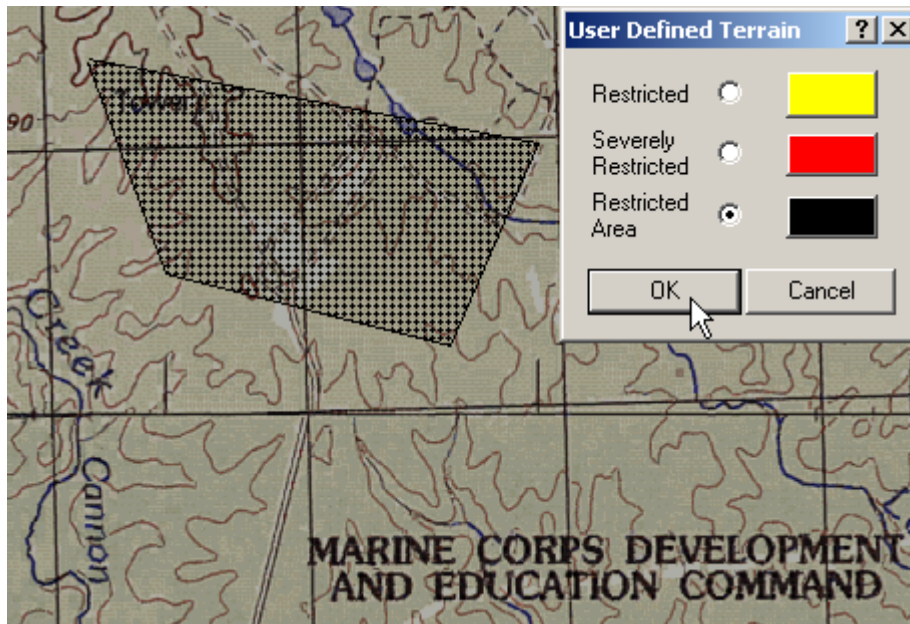 User Defined Terrain
Restricted
Severely
Restricted
Restricted
Area
OK
Cancel
Tower
90
Creek
Cannon
MARINE CORPS DEVELOPMENT
AND EDUCATION COMMAND